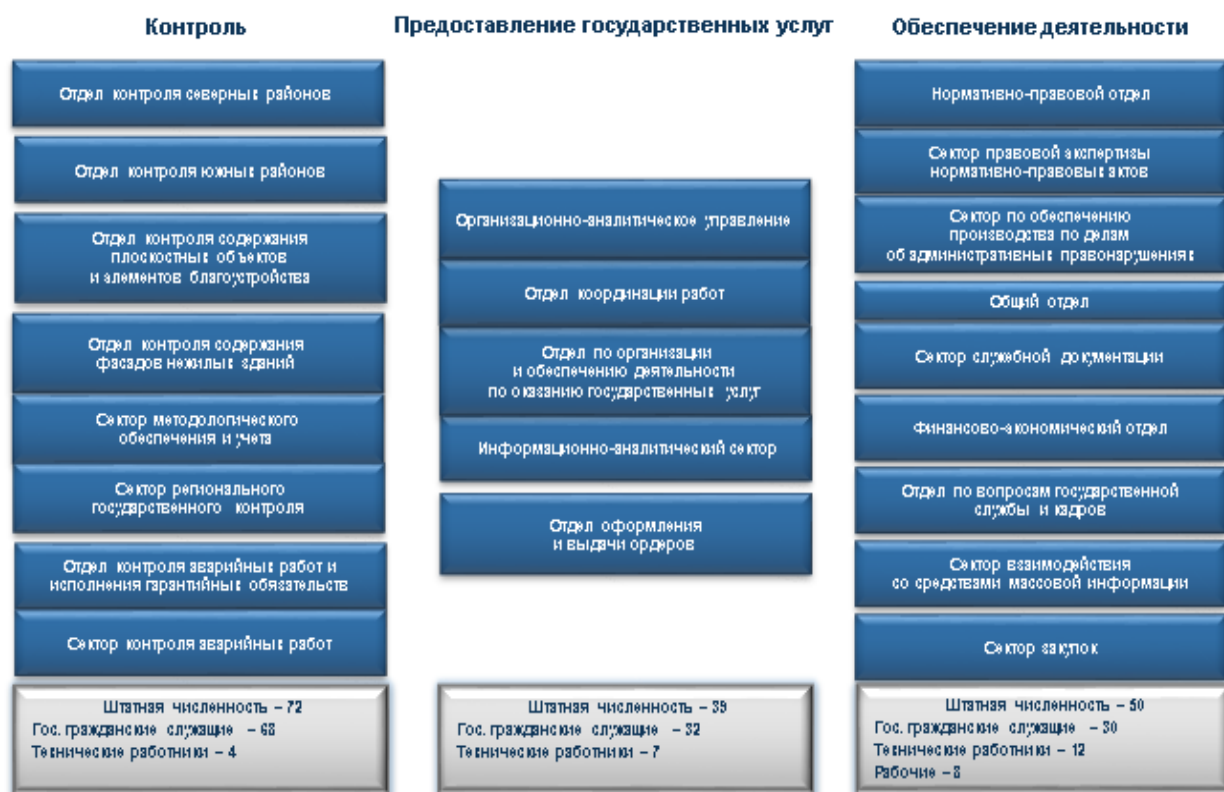 Контроль
Отдел контроля северных районов
Отдел контроля южных районов
Отдел контроля содержания
плоскостных объектов
и элементов благоустройства
Отдел контроля содержания
фасадов нежилых зданий
Сектор методологического
обеспечения и учета
Сектор регионального
государственного контроля
Отдел контроля аварийных работ и
исполнения гарантийных обязательств
Сектор контроля аварийных работ
Штатная численность – 72
Гос. гражданские служащие – 68
Технические работники – 4
Предоставление государственных услуг
Организационно-аналитическое управление
Отдел координации работ
Отдел по организации
и обеспечению деятельности
по оказанию государственных услуг
Информационно-аналитический сектор
Отдел оформления
и выдачи ордеров
Штатная численность – 39
Гос. гражданские служащие – 32
Технические работники – 7
Обеспечение деятельности
Нормативно-правовой отдел
Сектор правовой экспертизы
нормативно-правовых актов
Сектор по обеспечению
производства по делам
об административных правонарушениях
Общий отдел
Сектор служебной документации
Финансово-экономический отдел
Отдел по вопросам государственной
службы и кадров
Сектор взаимодействия
со средствами массовой информации
Сектор закупок
Штатная численность – 50
Гос. гражданские служащие – 30
Технические работники – 12
Рабочие – 8